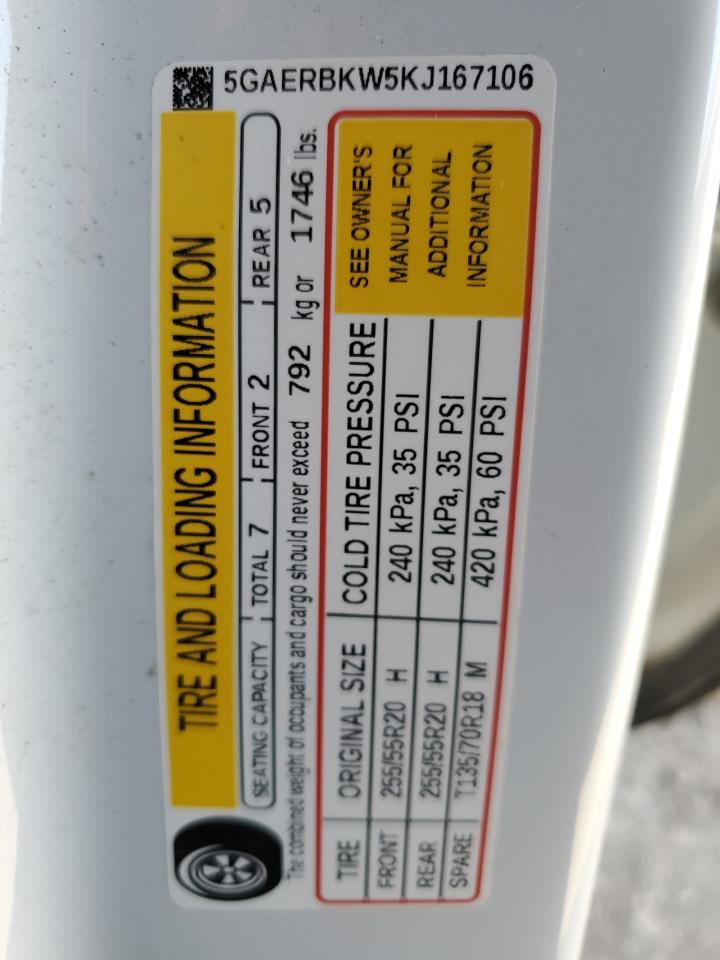 5GAERBKW5KJ167106
TIRE AND LOADING INFORMATION
SEATING CAPACITY TOTAL 7 FRONT 2 REAR 5
The combined weight of occupants and cargo should never exceed 792 kg or 1746 lbs.
TIRE ORIGINAL SIZE COLD TIRE PRESSURE SEE OWNER'S
FRONT 255/55R20 H 240 kPa, 35 PSI MANUAL FOR
REAR 255/55R20 H 240 kPa, 35 PSI ADDITIONAL
SPARE T135/70R18 M 420 kPa, 60 PSI INFORMATION